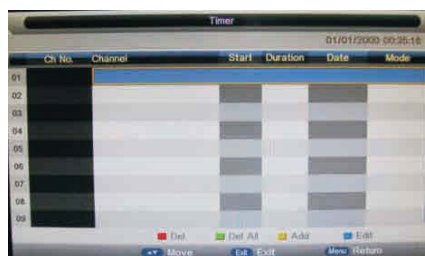 Timer
01/01/2000 00:35:16
Ch No. Channel Start Duration Date Mode
01
02
03
04
05
06
07
08
09
Del Del All Add Edit
Move Exit Exit Menu Return